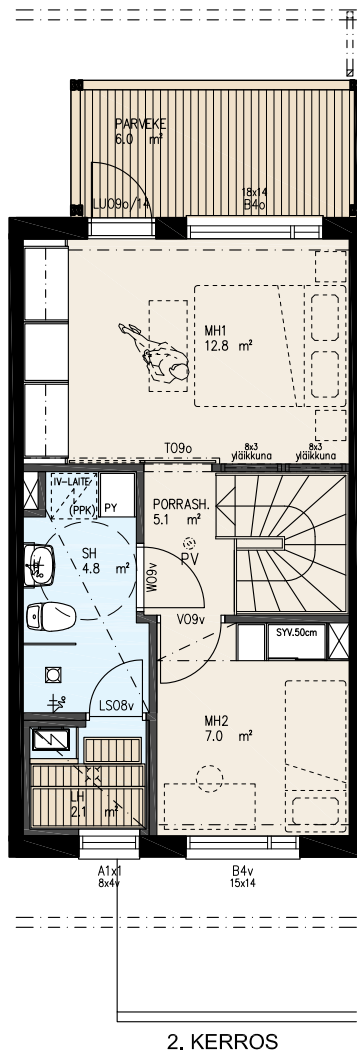 PARVEKE
6.0 m²
LU09o/14
18x14
B4o
MH1
12.8 m²
T09o
8x3
yläikkuna
8x3
yläikkuna
IV-LAITE
(PPK)
PY
PORRASH.
5.1 m²
PV
SH
4.8 m²
W09v
V09v
SYV.50cm
LS08v
MH2
7.0 m²
LH
2.1 m²
A1x1
8x4v
B4v
15x14
2. KERROS